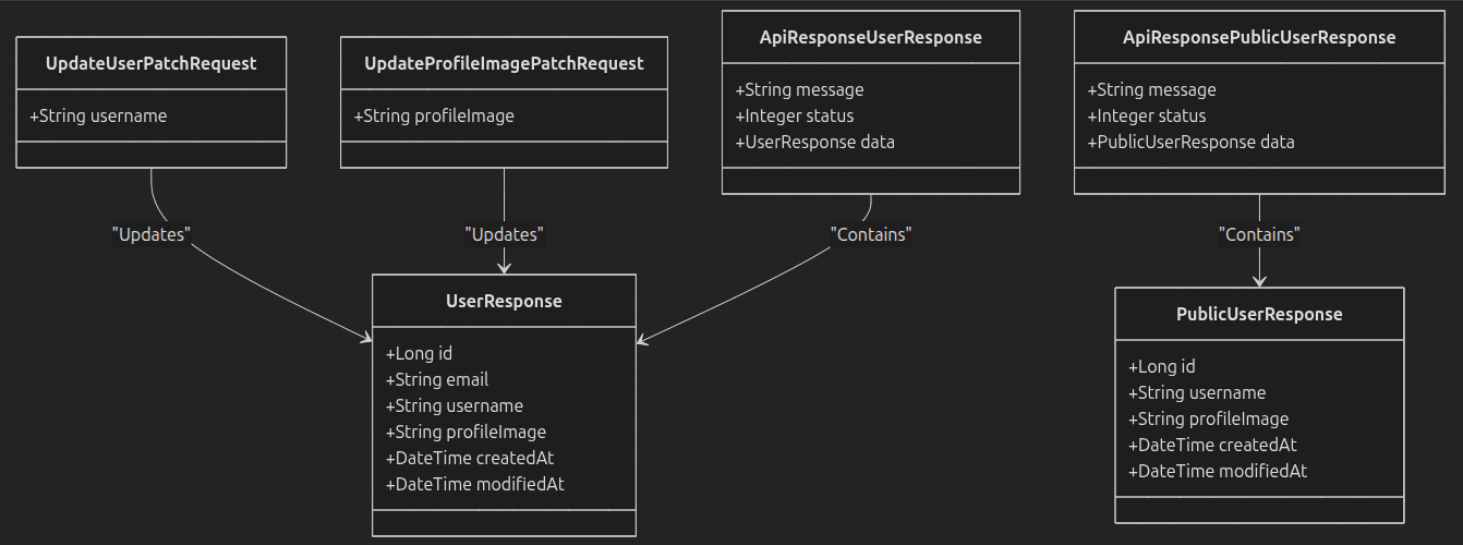 UpdateUserPatchRequest
+String username
UpdateProfileImagePatchRequest
+String profileImage
ApiResponseUserResponse
+String message
+Integer status
+UserResponse data
ApiResponsePublicUserResponse
+String message
+Integer status
+PublicUserResponse data
"Updates"
"Updates"
"Contains"
"Contains"
UserResponse
+Long id
+String email
+String username
+String profileImage
+DateTime createdAt
+DateTime modifiedAt
PublicUserResponse
+Long id
+String username
+String profileImage
+DateTime createdAt
+DateTime modifiedAt